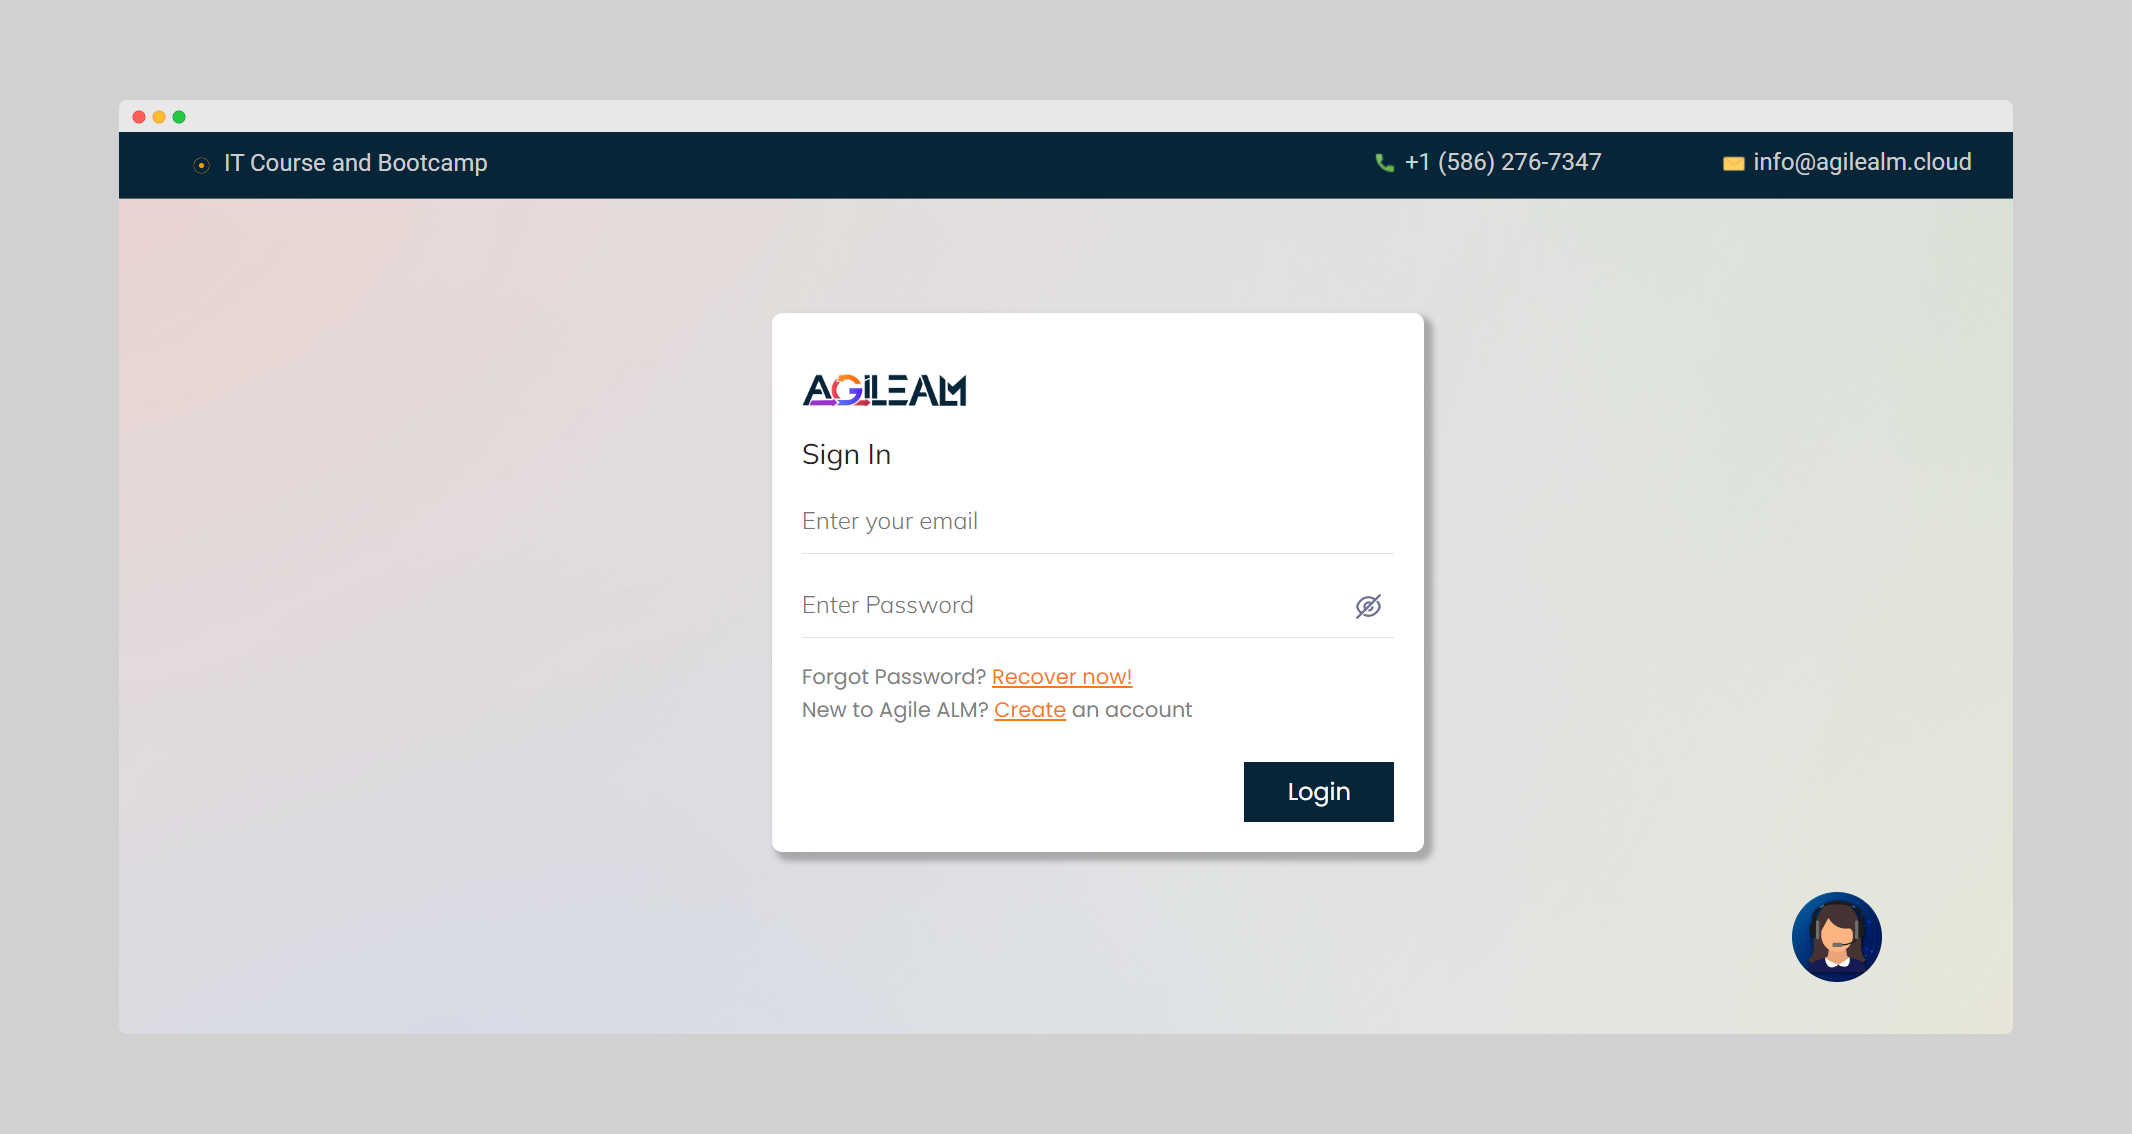 IT Course and Bootcamp
+1 (586) 276-7347
info@agilealm.cloud
AGiLEALM
Sign In
Enter your email
Enter Password
Forgot Password? Recover now!
New to Agile ALM? Create an account
Login